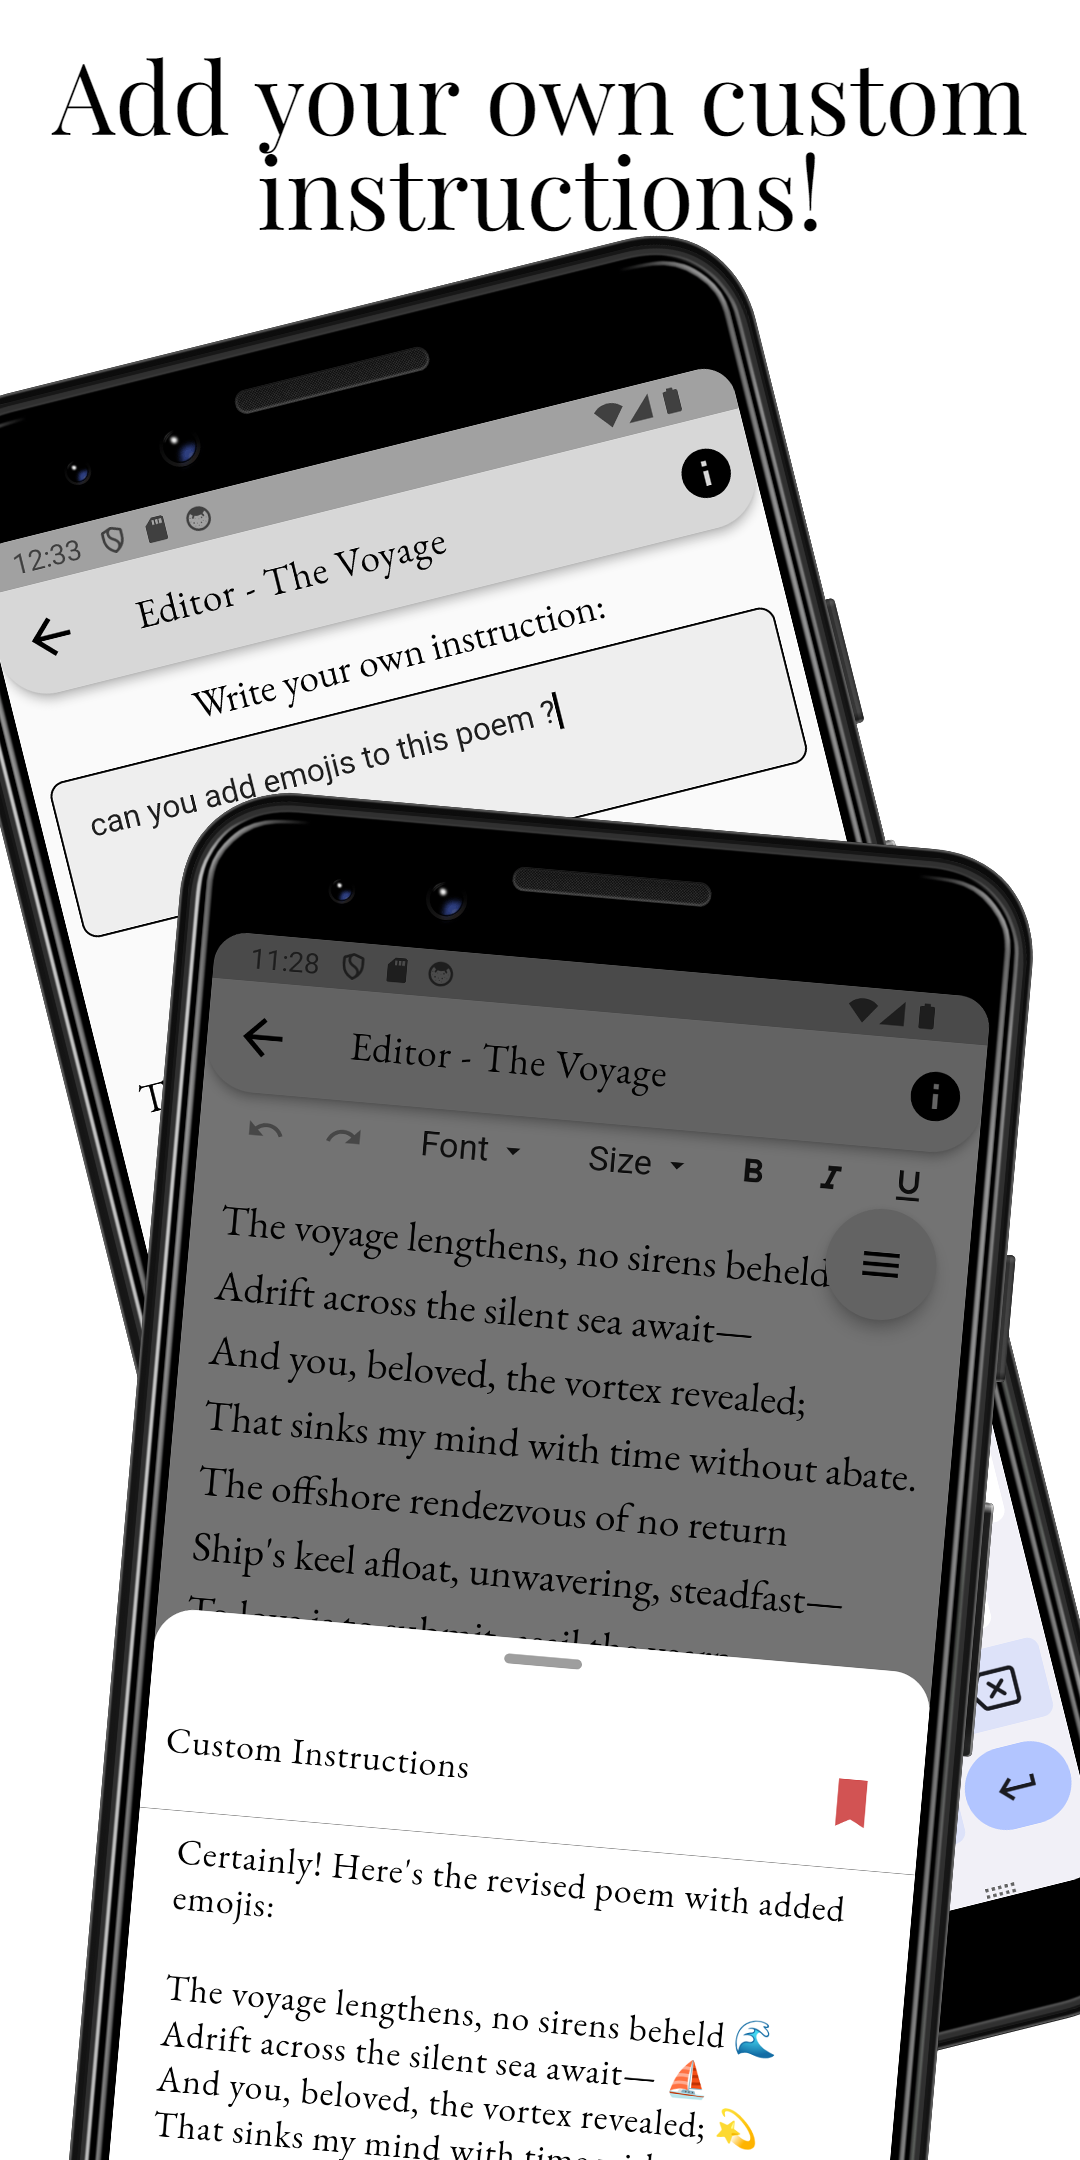 Add your own custom
instructions!
12:33
Editor - The Voyage
Write your own instruction:
can you add emojis to this poem ?
T
11:28
Editor - The Voyage
Font
Size
B
I
U
The voyage lengthens, no sirens beheld
Adrift across the silent sea await—
And you, beloved, the vortex revealed;
That sinks my mind with time without abate.
The offshore rendezvous of no return
Ship's keel afloat, unwavering, steadfast—
Custom Instructions
Certainly! Here's the revised poem with added
emojis:
The voyage lengthens, no sirens beheld 🌊
Adrift across the silent sea await— ⛵
And you, beloved, the vortex revealed; 💫
That sinks my mind with time